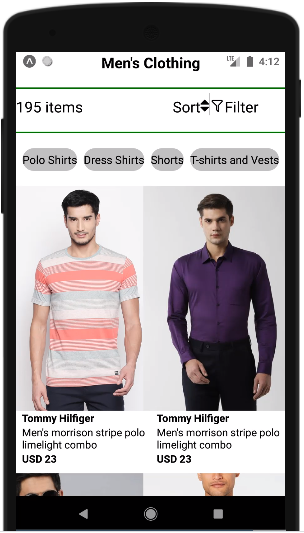 Men's Clothing
LTE 4:12
195 items
Sort Filter
Polo Shirts Dress Shirts Shorts T-shirts and Vests
Tommy Hilfiger
Men's morrison stripe polo
limelight combo
USD 23
Tommy Hilfiger
Men's morrison stripe polo
limelight combo
USD 23